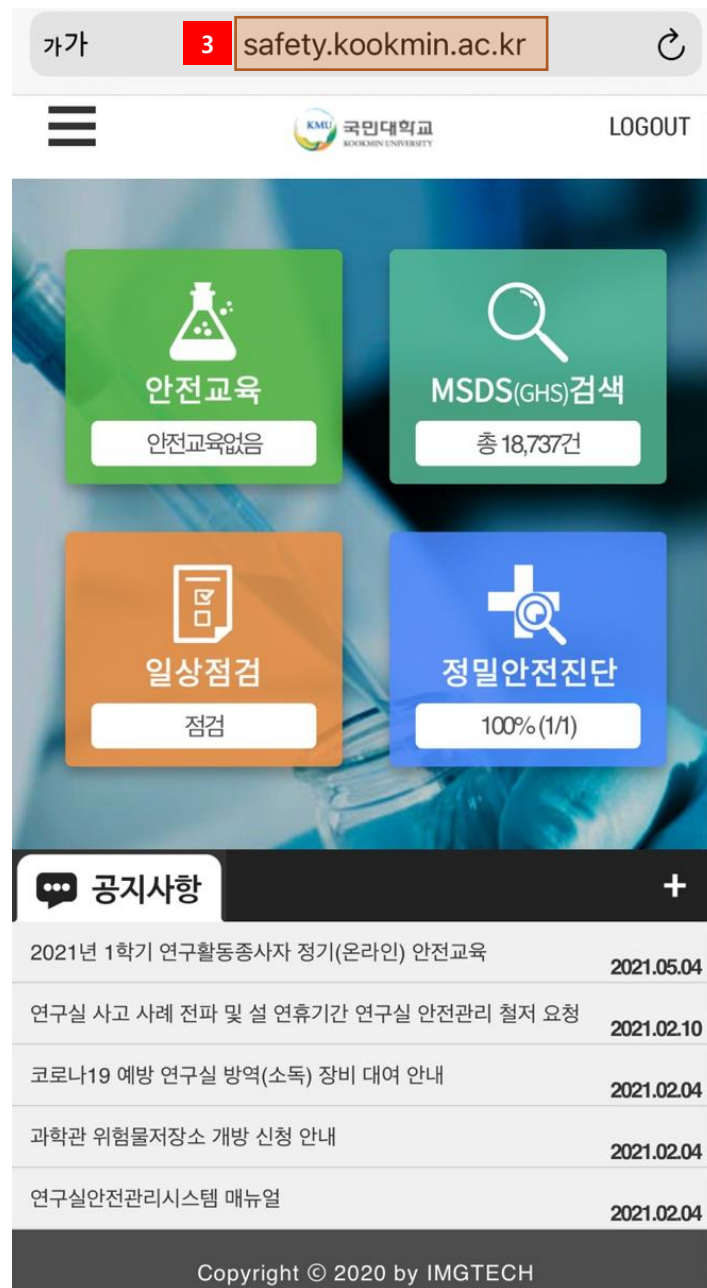 가가
3
safety.kookmin.ac.kr
KMU
국민대학교
KOOKMIN UNIVERSITY
LOGOUT
안전교육
안전교육없음
MSDS(GHS)검색
총 18,737건
일상점검
점검
정밀안전진단
100% (1/1)
공지사항
+
2021년 1학기 연구활동종사자 정기(온라인) 안전교육 2021.05.04
연구실 사고 사례 전파 및 설 연휴기간 연구실 안전관리 철저 요청 2021.02.10
코로나19 예방 연구실 방역(소독) 장비 대여 안내 2021.02.04
과학관 위험물저장소 개방 신청 안내 2021.02.04
연구실안전관리시스템 매뉴얼 2021.02.04
Copyright © 2020 by IMGTECH